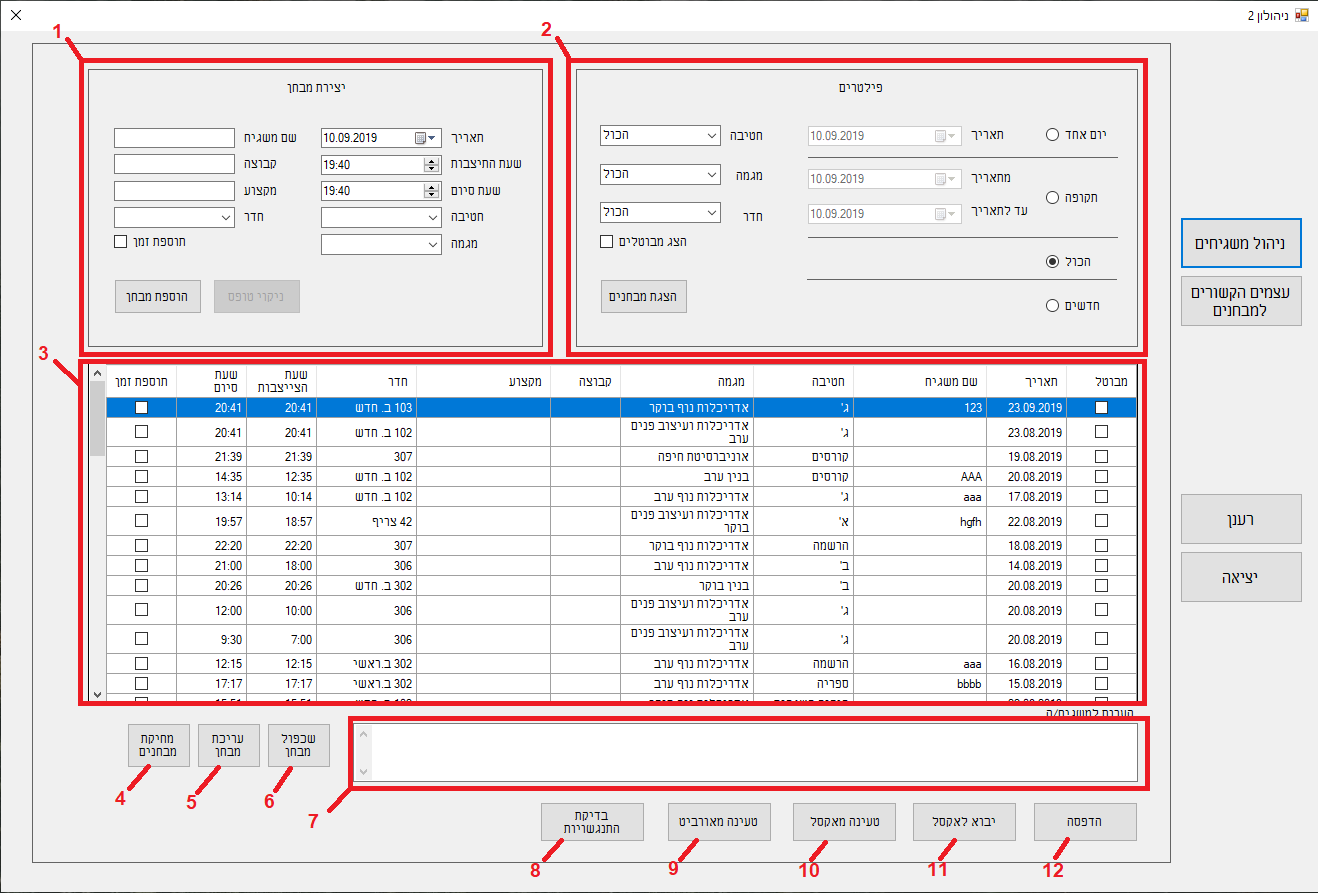 ניהולון 2
1
2
יצירת מבחן
תאריך
10.09.2019
שם משגיח
שעת התיצבות
19:40
קבוצה
שעת סיום
19:40
מקצוע
חטיבה
חדר
מגמה
תוספת זמן
ניקוי טופס
הוספת מבחן
פילטרים
יום אחד
תאריך
10.09.2019
חטיבה
הכול
תקופה
מתאריך
10.09.2019
מגמה
הכול
עד לתאריך
10.09.2019
חדר
הכול
הצג מבוטלים
הכול
הצגת מבחנים
חדשים
ניהול משגיחים
עצמים הקשורים
למבחנים
רענן
יציאה
3
מבוטל תאריך שם משגיח חטיבה מגמה קבוצה מקצוע חדר שעת הצייצבות שעת סיום תוספת זמן
23.09.2019 123 ג' אדריכלות נוף בוקר 103 ב. חדש 20:41 20:41
23.08.2019 ג' אדריכלות ועיצוב פנים ערב 102 ב. חדש 20:41 20:41
19.08.2019 קורסים אוניברסיטת חיפה 307 21:39 21:39
20.08.2019 AAA קורסים בנין ערב 102 ב. חדש 12:35 14:35
17.08.2019 aaa ג' אדריכלות נוף ערב 102 ב. חדש 10:14 13:14
22.08.2019 hgfh א' אדריכלות ועיצוב פנים בוקר 42 צריף 18:57 19:57
18.08.2019 הרשמה אדריכלות נוף בוקר 307 22:20 22:20
14.08.2019 ב' אדריכלות נוף ערב 306 18:00 21:00
20.08.2019 ב' בנין בוקר 302 ב. חדש 20:26 20:26
20.08.2019 ג' אדריכלות ועיצוב פנים ערב 306 10:00 12:00
20.08.2019 ג' אדריכלות ועיצוב פנים ערב 306 7:00 9:30
16.08.2019 aaa הרשמה אדריכלות נוף ערב 302 ב.ראשי 12:15 12:15
15.08.2019 bbbb ספריה אדריכלות נוף ערב 302 ב.ראשי 17:17 17:17
שכפול
מבחן
עריכת
מבחן
מחיקת
מבחנים
4
5
6
7
הדפסה
יבוא לאקסל
טעינה מאקסל
טעינה מאורביט
בדיקת
התנגשויות
8
9
10
11
12